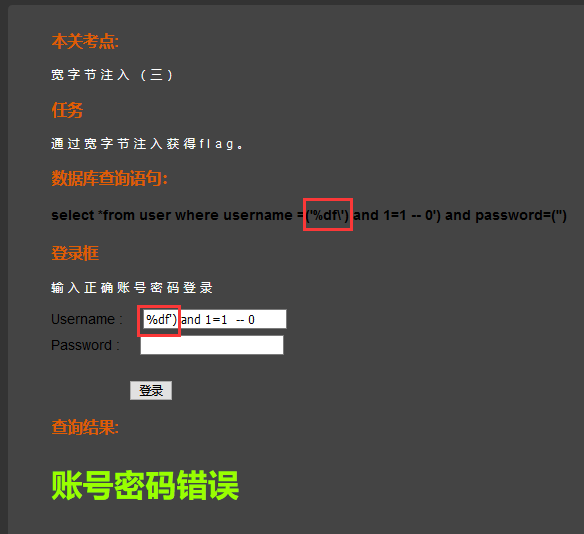 本关考点:
宽字节注入（三）
任务
通过宽字节注入获得flag。
数据库查询语句:
select *from user where username =('%df\') and 1=1 -- 0') and password=('')
登录框
输入正确账号密码登录
Username : %df') and 1=1 -- 0
Password :
登录
查询结果:
账号密码错误